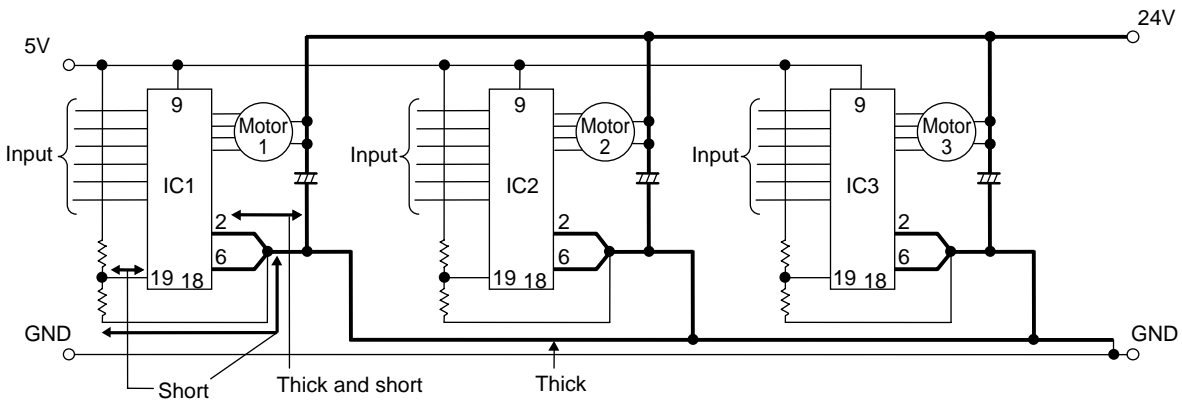 24V
5V
9
9
9
Motor
1
Motor
2
Motor
3
Input
Input
Input
IC1
IC2
IC3
2
2
2
6
6
6
19 18
19 18
19 18
GND
GND
Short
Thick and short
Thick